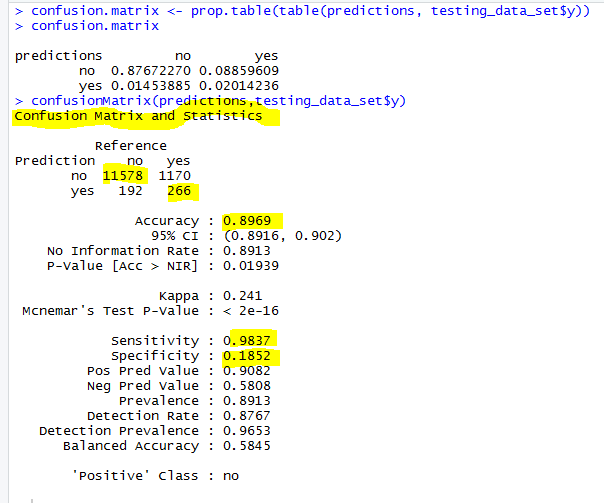 > confusion.matrix <- prop.table(table(predictions, testing_data_set$y))
> confusion.matrix
predictions no yes
no 0.87672270 0.08859609
yes 0.01453885 0.02014236
> confusionMatrix(predictions,testing_data_set$y)
Confusion Matrix and Statistics
Reference
Prediction no yes
no 11578 1170
yes 192 266
Accuracy : 0.8969
95% CI : (0.8916, 0.902)
No Information Rate : 0.8913
P-Value [Acc > NIR] : 0.01939
Kappa : 0.241
Mcnemar's Test P-Value : < 2e-16
Sensitivity : 0.9837
Specificity : 0.1852
Pos Pred Value : 0.9082
Neg Pred Value : 0.5808
Prevalence : 0.8913
Detection Rate : 0.8767
Detection Prevalence : 0.9653
Balanced Accuracy : 0.5845
'Positive' Class : no